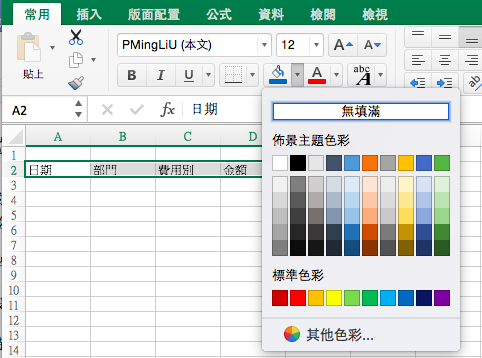 常用 插入 版面配置 公式 資料 檢閱 檢視
PMingLiU (本文) 12 A A
貼上 B I U A abc A
A2 fx 日期
無填滿
佈景主題色彩
標準色彩
其他色彩...
A B C D
1
2 日期 部門 費用別 金額
3
4
5
6
7
8
9
10
11
12
13
14